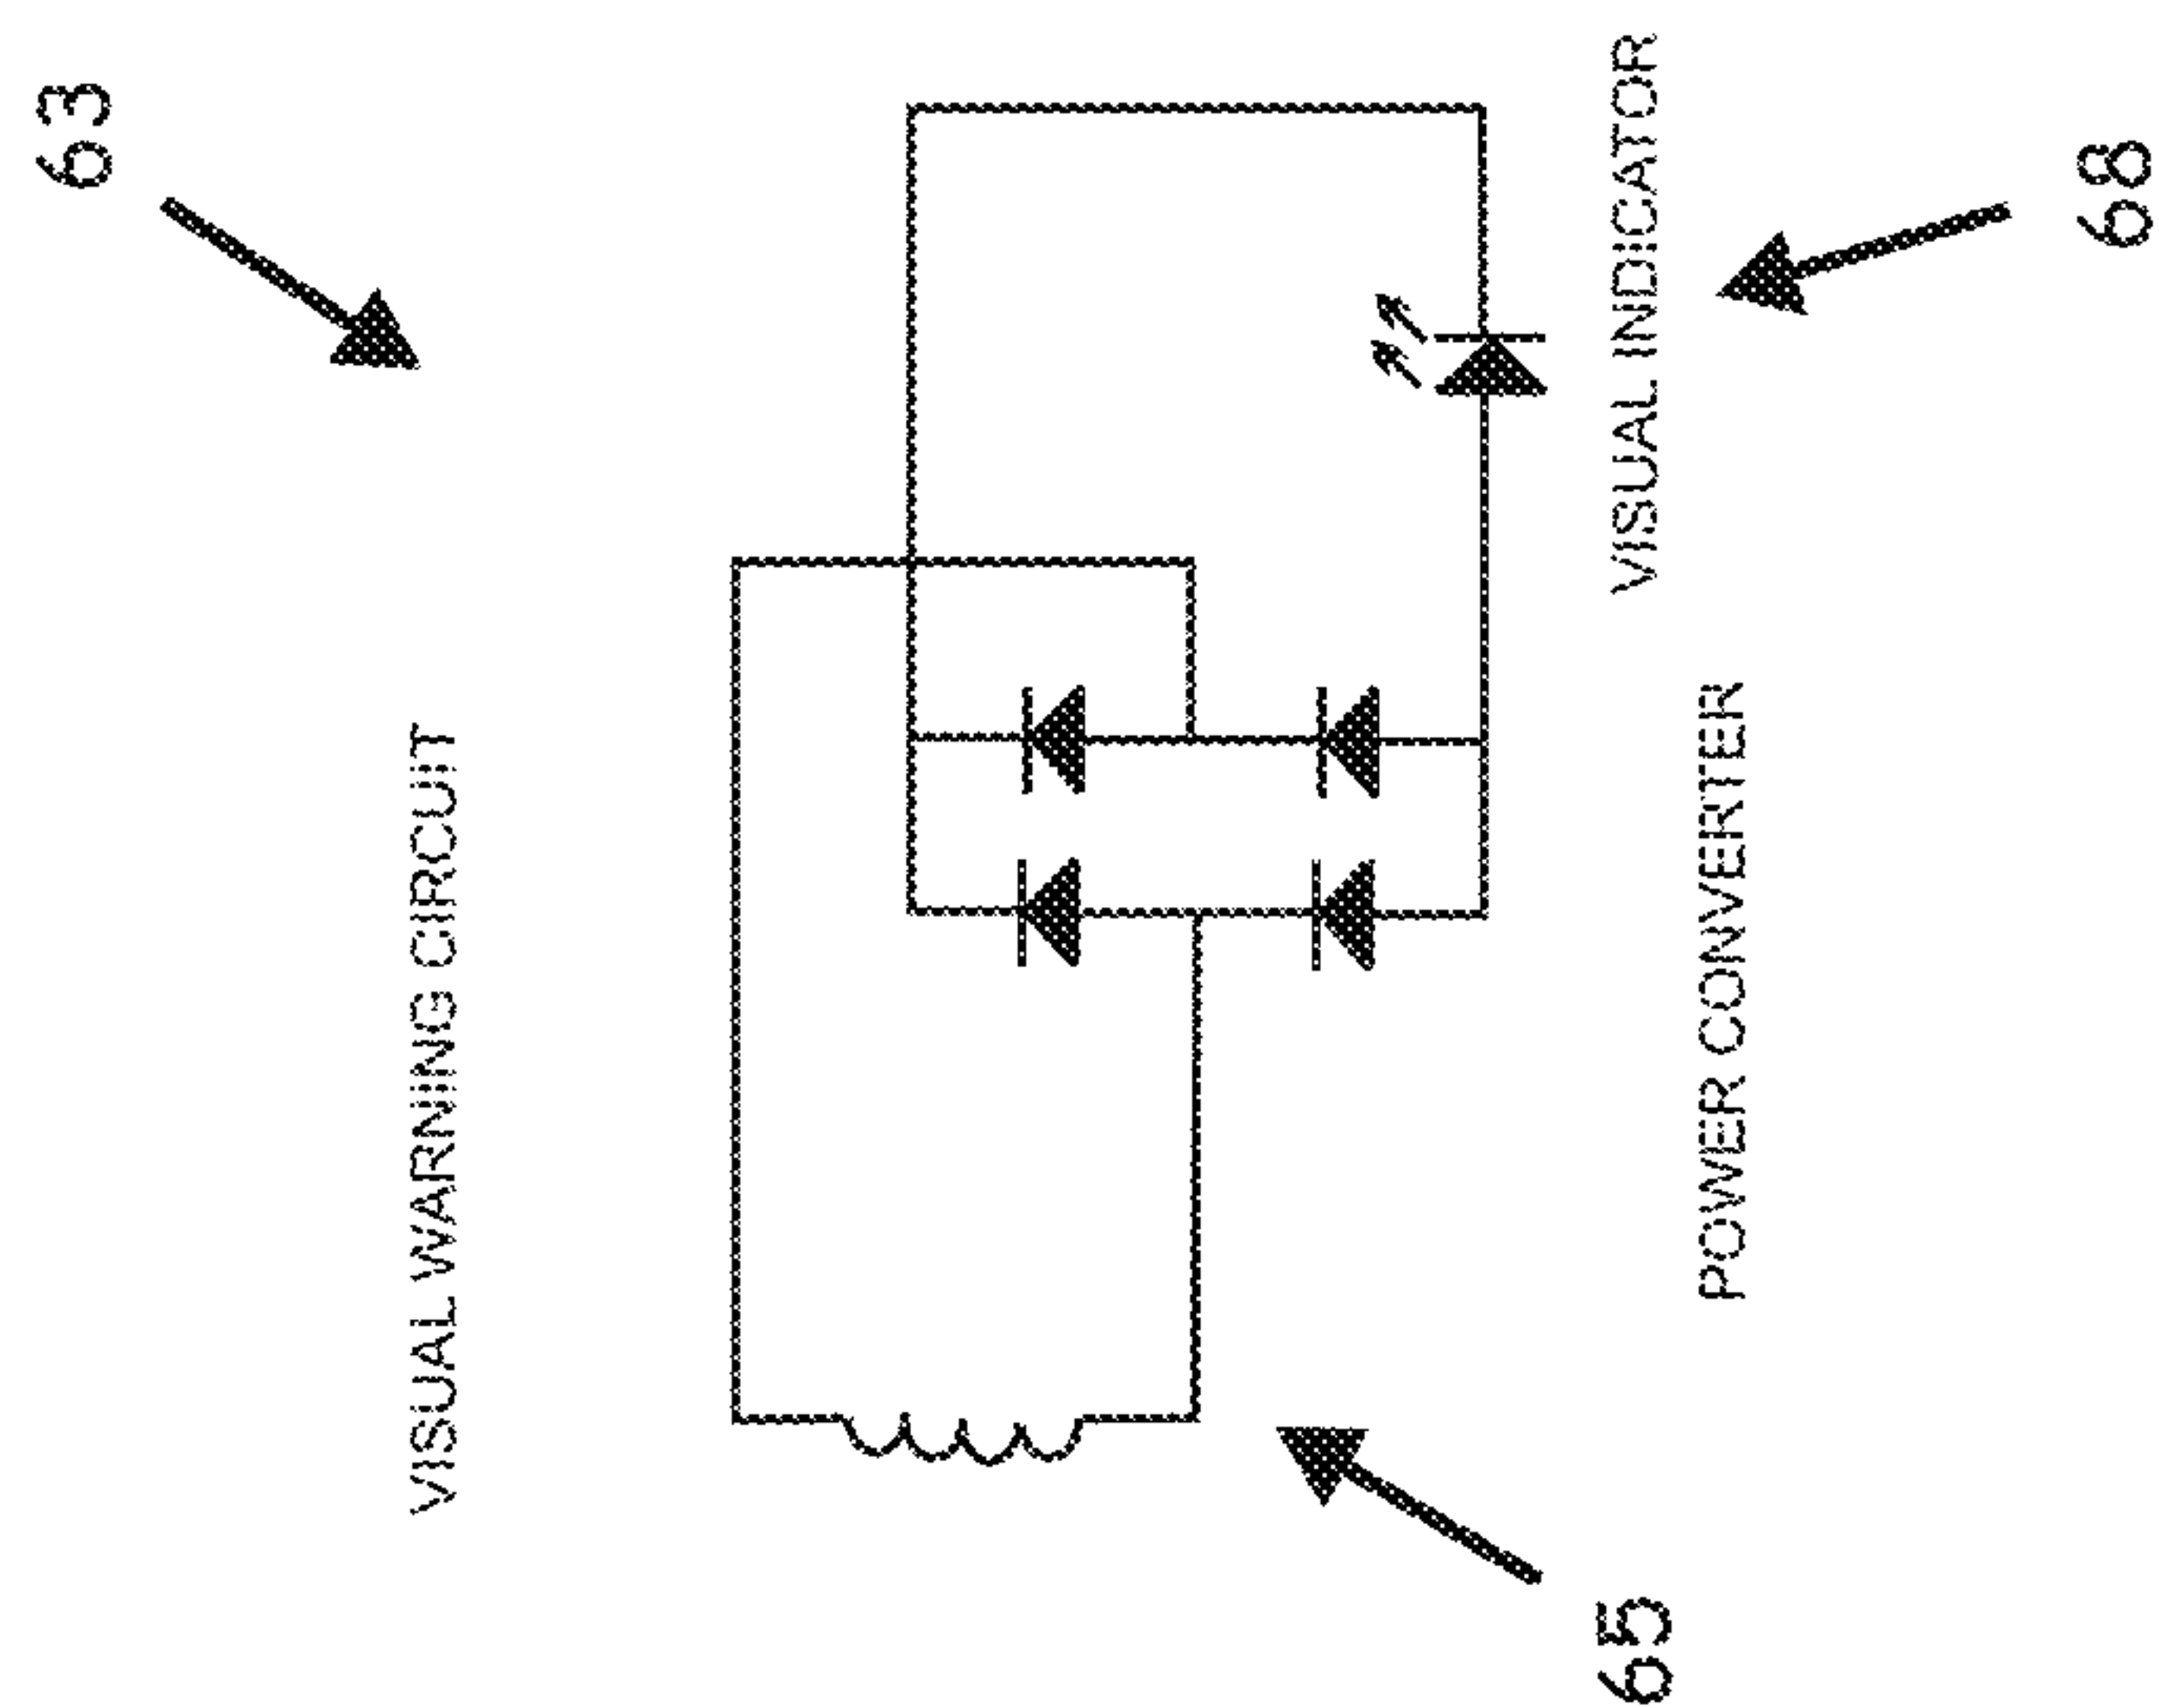 63
VISUAL WARNING CIRCUIT
VISUAL INDICATOR
POWER CONVERTER
65
68